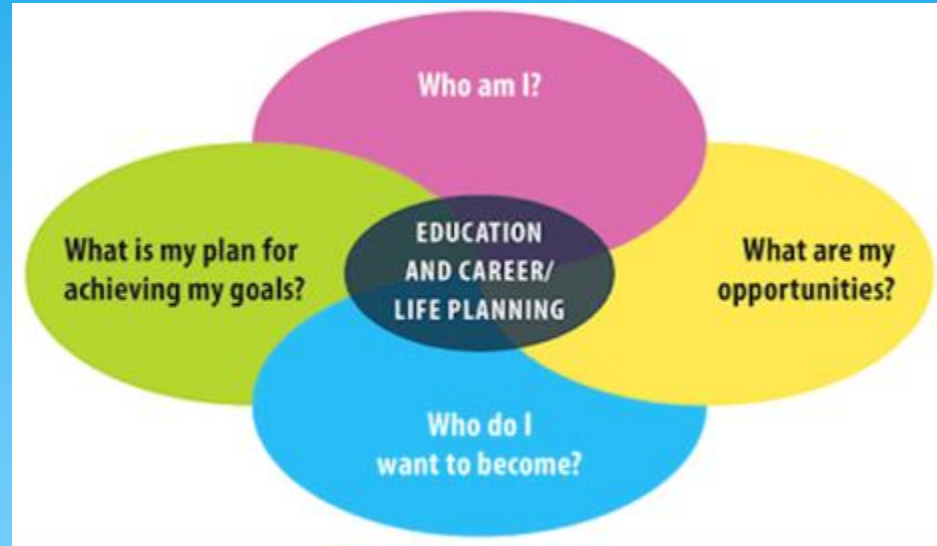 Who am I?
What is my plan for
achieving my goals?
EDUCATION
AND CAREER/
LIFE PLANNING
What are my
opportunities?
Who do I
want to become?